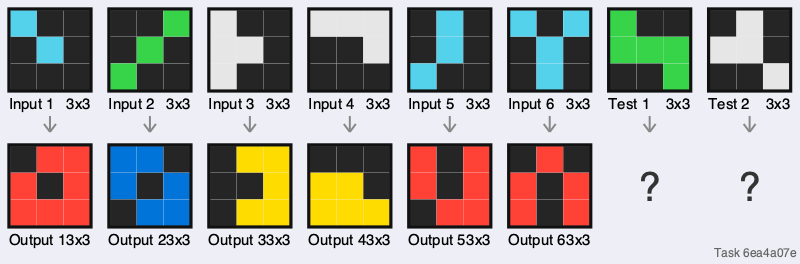 Input 1 3x3 Input 2 3x3 Input 3 3x3 Input 4 3x3 Input 5 3x3 Input 6 3x3 Test 1 3x3 Test 2 3x3
? ?
Output 13x3 Output 23x3 Output 33x3 Output 43x3 Output 53x3 Output 63x3
Task 6ea4a07e